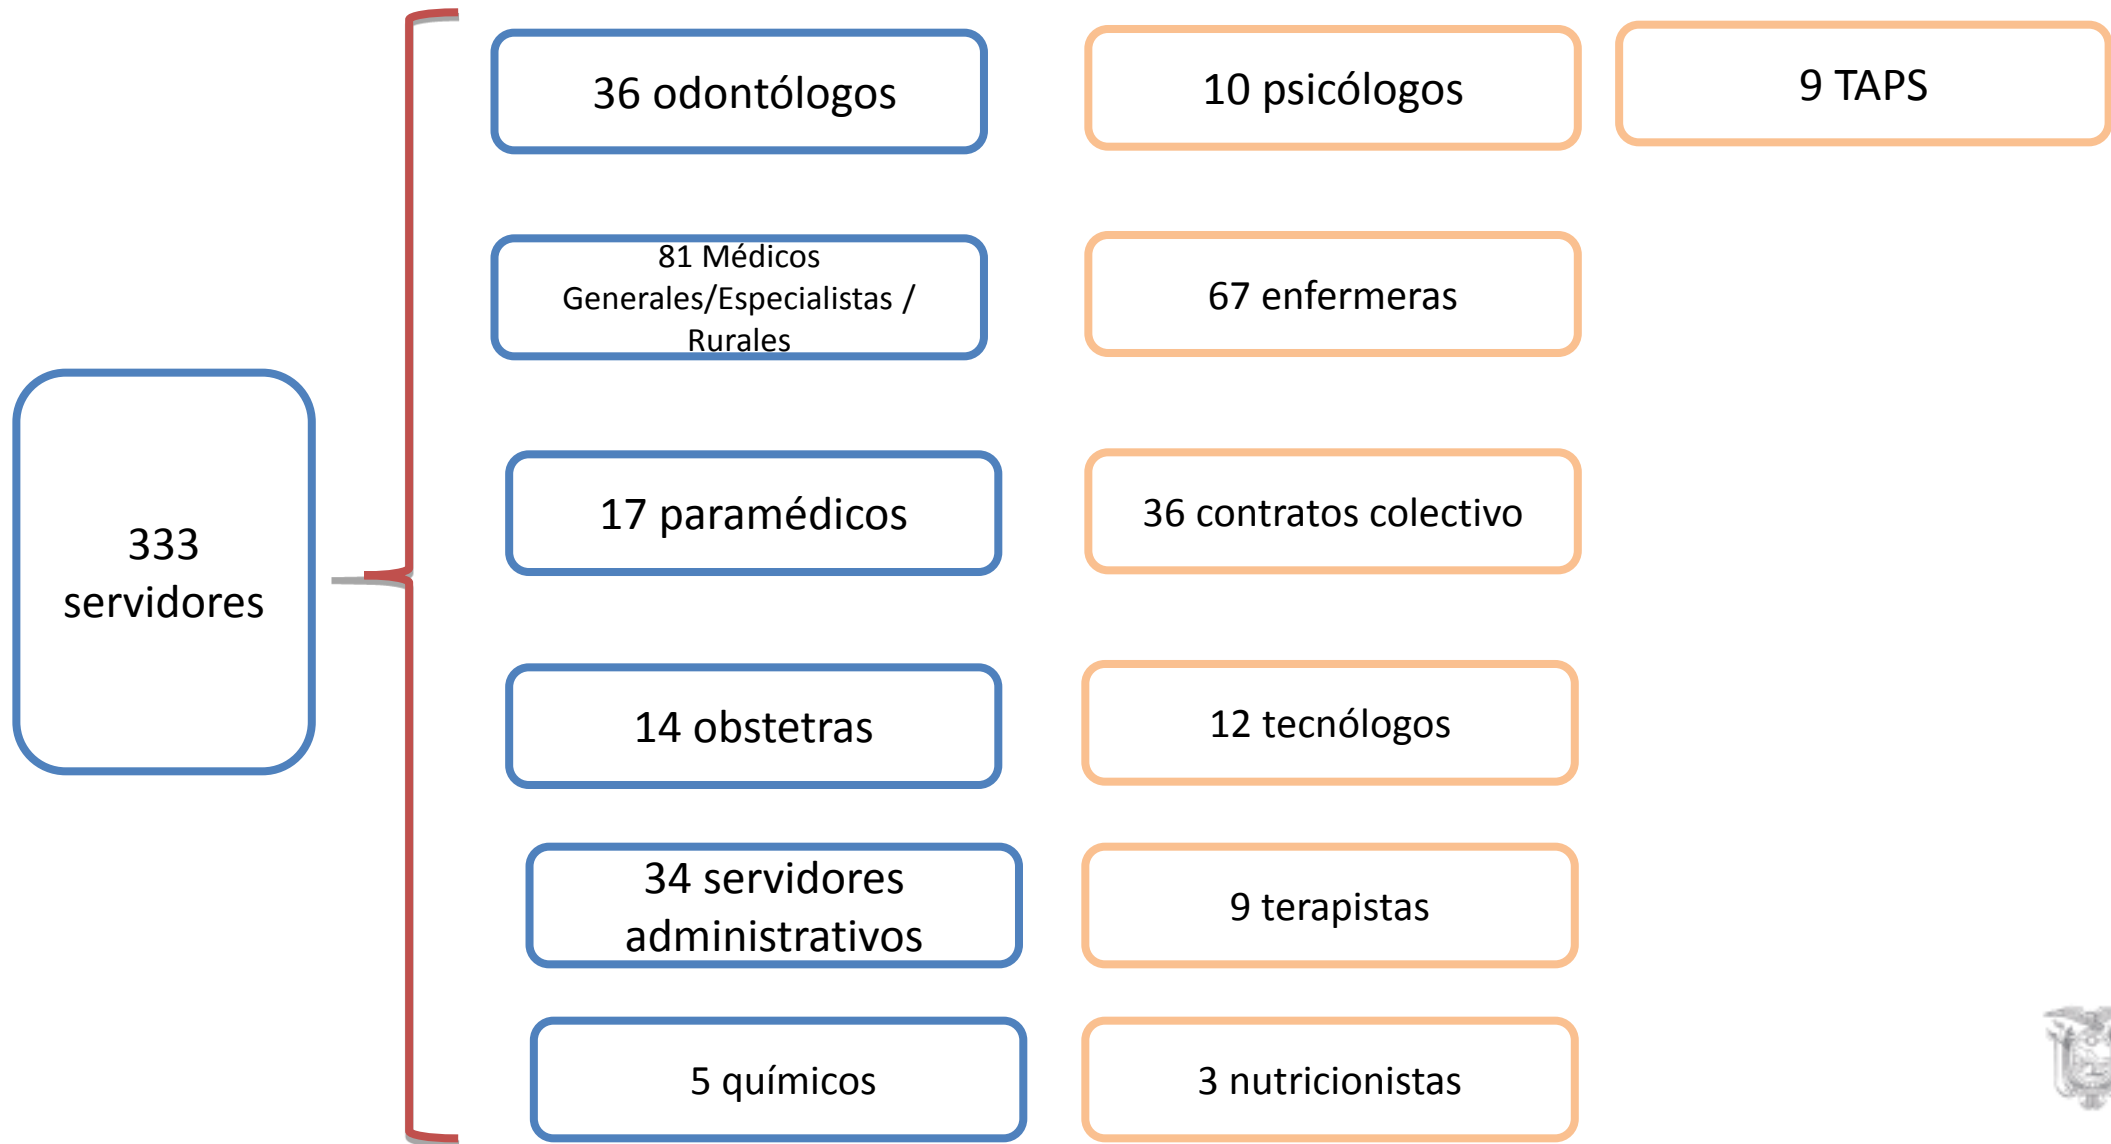 333
servidores
36 odontólogos
10 psicólogos
9 TAPS
81 Médicos
Generales/Especialistas /
Rurales
67 enfermeras
17 paramédicos
36 contratos colectivo
14 obstetras
12 tecnólogos
34 servidores
administrativos
9 terapistas
5 químicos
3 nutricionistas